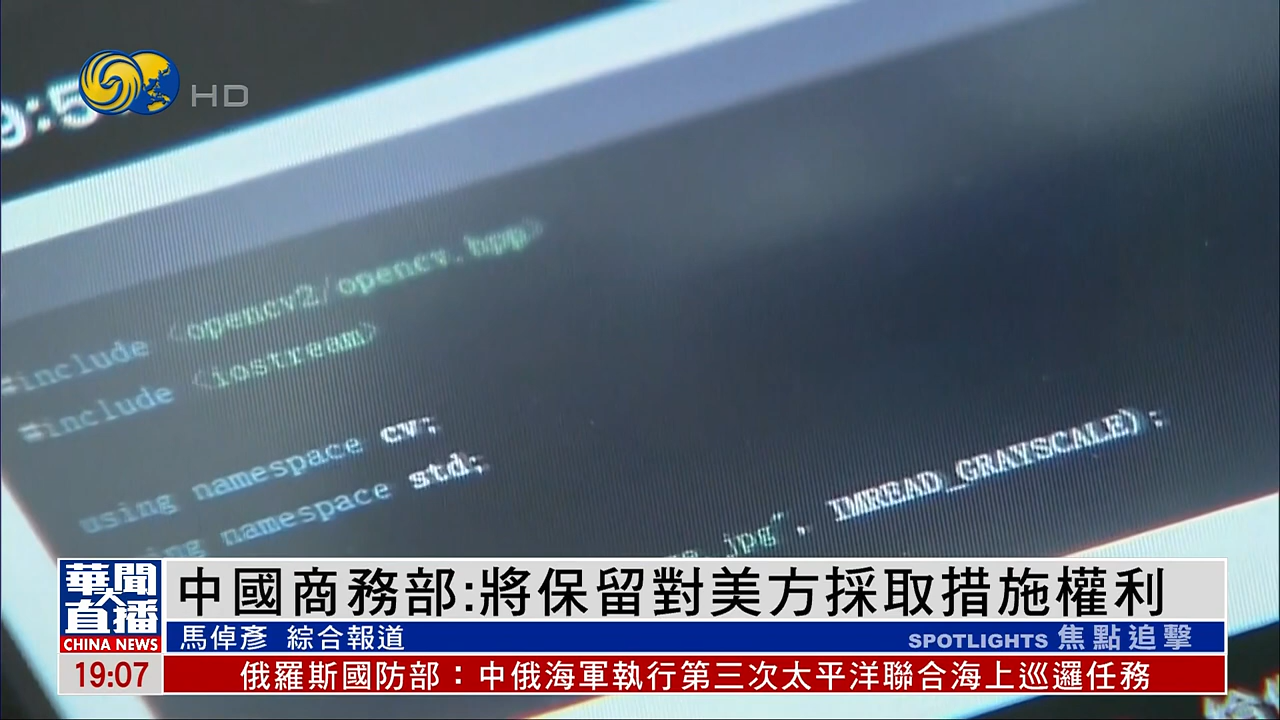 9:5
HD
#include <opencv2/opencv.hpp>
#include <iostream>
using namespace cv;
namespace std;
.jpg", IMREAD_GRAYSCALE);
華人聞直播
CHINA NEWS
中國商務部:將保留對美方採取措施權利
馬倬彥 綜合報道
SPOTLIGHTS 焦點追擊
19:07
俄羅斯國防部：中俄海軍執行第三次太平洋聯合海上巡邏任務